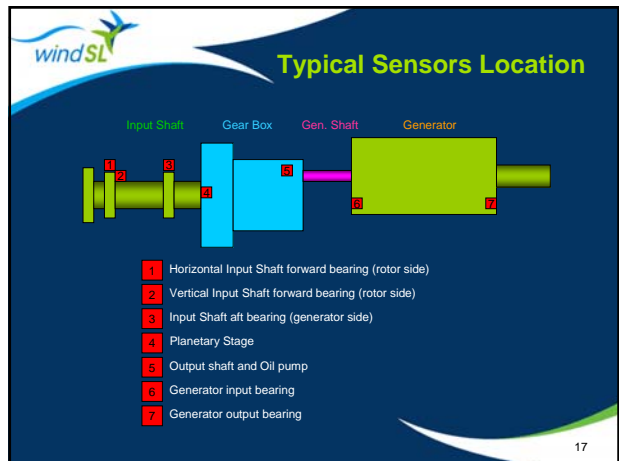 windSL
Typical Sensors Location
Input Shaft Gear Box Gen. Shaft Generator
1 3
2 5
4
6 7
1 Horizontal Input Shaft forward bearing (rotor side)
2 Vertical Input Shaft forward bearing (rotor side)
3 Input Shaft aft bearing (generator side)
4 Planetary Stage
5 Output shaft and Oil pump
6 Generator input bearing
7 Generator output bearing
17